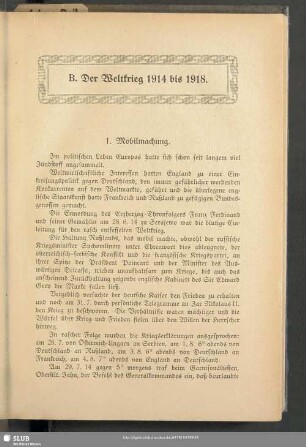 B. Der Weltkrieg 1914 bis 1918.
1. Mobilmachung.
Im politischen Leben Europas hatte sich schon seit langem viel
Zündstoff angesammelt.
Weltwirtschaftliche Interessen hatten England zu einer Ein-
kreisungspolitik gegen Deutschland, den immer gefährlicher werdenden
Konkurrenten auf dem Weltmarkte, geführt und die überlegene eng-
lische Staatskunst hatte Frankreich und Rußland zu gefügigen Bundes-
genossen gemacht.
Die Ermordung des Erzherzog-Thronfolgers Franz Ferdinand
und seiner Gemahlin am 28. 6. 14 zu Serajewo war die blutige Ein-
leitung für den rasch entfesselten Weltkrieg.
Die Haltung Rußlands, das mobil machte, obwohl der russische
Kriegsminister Suchomlinow unter Ehrenwort dies ableugnete, der
österreichisch-serbische Konflikt und die französische Kriegspartei, an
ihrer Spitze der Präsident Poincaré und der Minister des Aus-
wärtigen Delcassé, reizten unaufhaltsam zum Kriege, bis auch das
anscheinend Zurückhaltung zeigende englische Kabinett des Sir Edward
Grey die Maske fallen ließ.
Vergeblich versuchte der deutsche Kaiser den Frieden zu erhalten
und noch am 31. 7. durch persönliche Telegramme an Zar Nikolaus II.
den Krieg zu beschwören. Die Verhältnisse waren mächtiger und die
Würfel über Krieg und Frieden fielen über den Willen der Herrscher
hinweg.
In rascher Folge wurden die Kriegserklärungen ausgesprochen:
am 28. 7. von Österreich-Ungarn an Serbien, am 1. 8. 6° abends von
Deutschland an Rußland, am 3. 8. 6° abends von Deutschland an
Frankreich, am 4. 8. 7° abends von England an Deutschland.
Am 29. 7. 14 gegen 5° morgens traf beim Garnisonältesten,
Oberstlt. Jahn, der Befehl des Generalkommandos ein, daß beurlaubte
SLUB